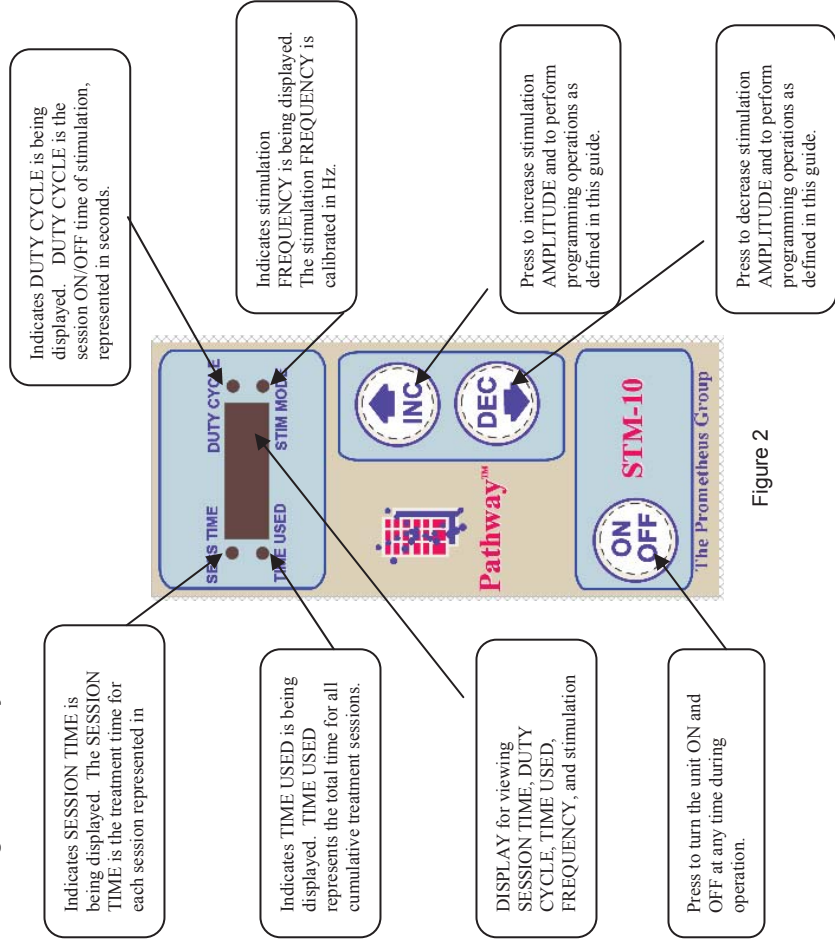 Indicates SESSION TIME is
being displayed. The SESSION
TIME is the treatment time for
each session represented in
Indicates TIME USED is being
displayed. TIME USED
represents the total time for all
cumulative treatment sessions.
DISPLAY for viewing
SESSION TIME, DUTY
CYCLE, TIME USED,
FREQUENCY, and stimulation
Press to turn the unit ON and
OFF at any time during
operation.
SESS TIME
DUTY CYCLE
TIME USED
STIM MODE
Pathway™
INC
DEC
ON
OFF
STM-10
The Prometheus Group
Indicates DUTY CYCLE is being
displayed. DUTY CYCLE is the
session ON/OFF time of stimulation,
represented in seconds.
Indicates stimulation
FREQUENCY is being displayed.
The stimulation FREQUENCY is
calibrated in Hz.
Press to increase stimulation
AMPLITUDE and to perform
programming operations as
defined in this guide.
Press to decrease stimulation
AMPLITUDE and to perform
programming operations as
defined in this guide.
Figure 2